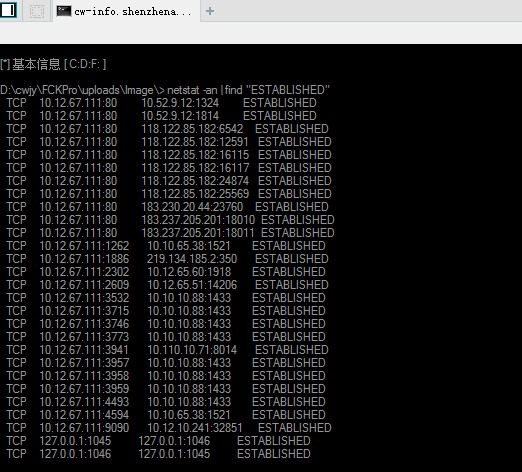 cw-info.shenzhena...
[*] 基本信息 [ C:D:F: ]
D:\cwjy\FCKPro\uploads\Image\> netstat -an | find "ESTABLISHED"
TCP 10.12.67.111:80 10.52.9.12:1324 ESTABLISHED
TCP 10.12.67.111:80 10.52.9.12:1814 ESTABLISHED
TCP 10.12.67.111:80 118.122.85.182:6542 ESTABLISHED
TCP 10.12.67.111:80 118.122.85.182:12591 ESTABLISHED
TCP 10.12.67.111:80 118.122.85.182:16115 ESTABLISHED
TCP 10.12.67.111:80 118.122.85.182:16117 ESTABLISHED
TCP 10.12.67.111:80 118.122.85.182:24874 ESTABLISHED
TCP 10.12.67.111:80 118.122.85.182:25569 ESTABLISHED
TCP 10.12.67.111:80 183.230.20.44:23760 ESTABLISHED
TCP 10.12.67.111:80 183.237.205.201:18010 ESTABLISHED
TCP 10.12.67.111:80 183.237.205.201:18011 ESTABLISHED
TCP 10.12.67.111:1262 10.10.65.38:1521 ESTABLISHED
TCP 10.12.67.111:1886 219.134.185.2:350 ESTABLISHED
TCP 10.12.67.111:2302 10.12.65.60:1918 ESTABLISHED
TCP 10.12.67.111:2609 10.12.65.51:14206 ESTABLISHED
TCP 10.12.67.111:3532 10.10.10.88:1433 ESTABLISHED
TCP 10.12.67.111:3715 10.10.10.88:1433 ESTABLISHED
TCP 10.12.67.111:3746 10.10.10.88:1433 ESTABLISHED
TCP 10.12.67.111:3773 10.10.10.88:1433 ESTABLISHED
TCP 10.12.67.111:3941 10.110.10.71:8014 ESTABLISHED
TCP 10.12.67.111:3957 10.10.10.88:1433 ESTABLISHED
TCP 10.12.67.111:3958 10.10.10.88:1433 ESTABLISHED
TCP 10.12.67.111:3959 10.10.10.88:1433 ESTABLISHED
TCP 10.12.67.111:4493 10.10.10.88:1433 ESTABLISHED
TCP 10.12.67.111:4594 10.10.65.38:1521 ESTABLISHED
TCP 10.12.67.111:9090 10.12.10.241:32851 ESTABLISHED
TCP 127.0.0.1:1045 127.0.0.1:1046 ESTABLISHED
TCP 127.0.0.1:1046 127.0.0.1:1045 ESTABLISHED